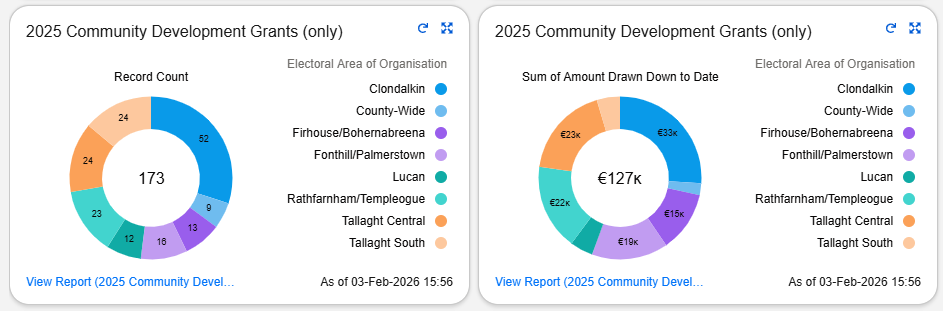 2025 Community Development Grants (only)
Record Count
Electoral Area of Organisation
Clondalkin
County-Wide
Firhouse/Bohernabreena
Fonthill/Palmerstown
Lucan
Rathfarnham/Templeogue
Tallaght Central
Tallaght South
24
52
24
173
23
9
13
12
16
View Report (2025 Community Devel…
As of 03-Feb-2026 15:56
2025 Community Development Grants (only)
Sum of Amount Drawn Down to Date
Electoral Area of Organisation
Clondalkin
County-Wide
Firhouse/Bohernabreena
Fonthill/Palmerstown
Lucan
Rathfarnham/Templeogue
Tallaght Central
Tallaght South
€23K
€33K
€127K
€22K
€15K
€19K
View Report (2025 Community Devel…
As of 03-Feb-2026 15:56